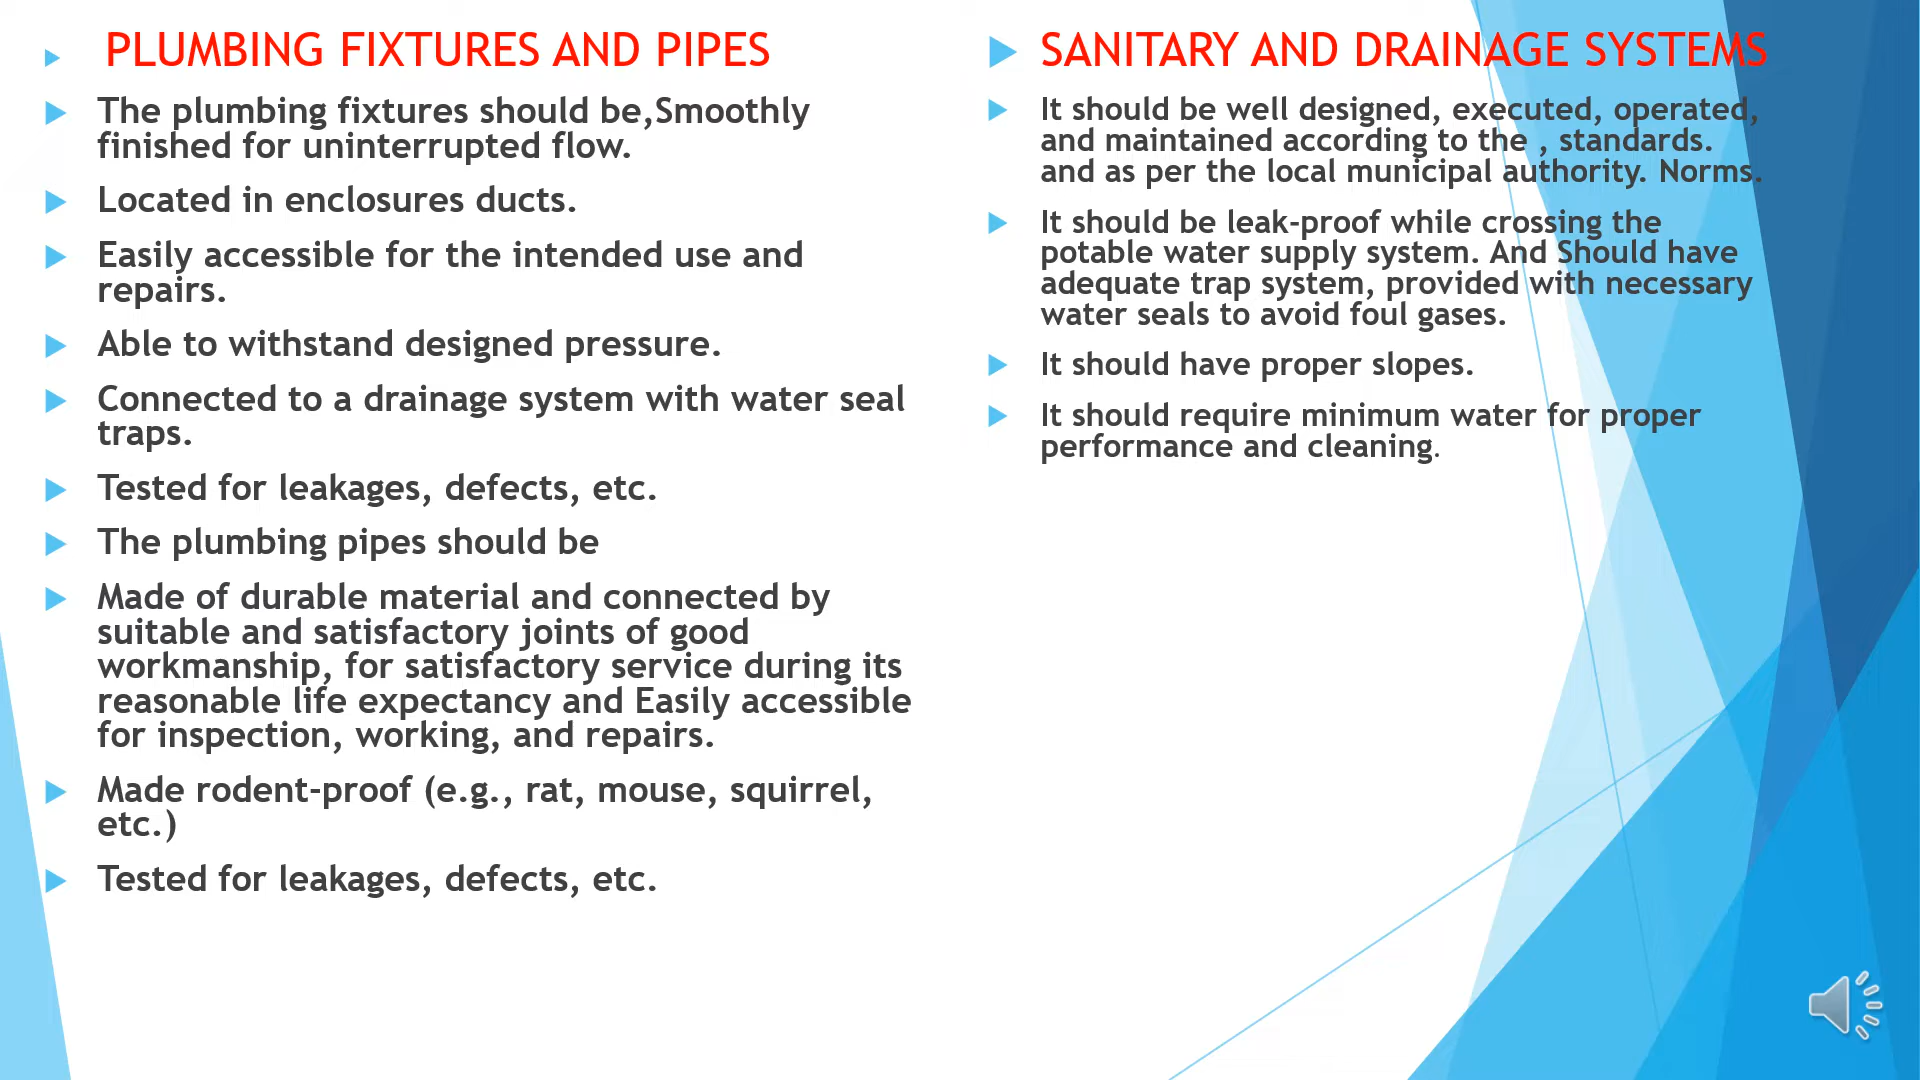 PLUMBING FIXTURES AND PIPES
The plumbing fixtures should be,Smoothly
finished for uninterrupted flow.
Located in enclosures ducts.
Easily accessible for the intended use and
repairs.
Able to withstand designed pressure.
Connected to a drainage system with water seal
traps.
Tested for leakages, defects, etc.
The plumbing pipes should be
Made of durable material and connected by
suitable and satisfactory joints of good
workmanship, for satisfactory service during its
reasonable life expectancy and Easily accessible
for inspection, working, and repairs.
Made rodent-proof (e.g., rat, mouse, squirrel,
etc.)
Tested for leakages, defects, etc.
SANITARY AND DRAINAGE SYSTEMS
It should be well designed, executed, operated,
and maintained according to the , standards.
and as per the local municipal authority. Norms.
It should be leak-proof while crossing the
potable water supply system. And Should have
adequate trap system, provided with necessary
water seals to avoid foul gases.
It should have proper slopes.
It should require minimum water for proper
performance and cleaning.